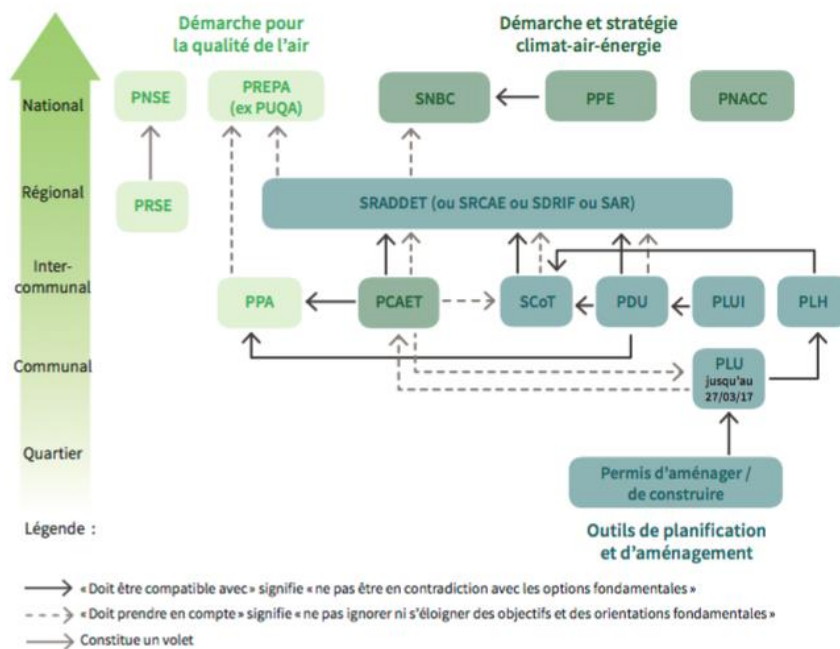 Démarche pour
la qualité de l'air
Démarche et stratégie
climat-air-énergie
National
PNSE
PREPA
(ex PUQA)
SNBC
PPE
PNACC
Régional
PRSE
SRADDET (ou SRCAE ou SDRIF ou SAR)
Inter-
communal
PPA
PCAET
SCoT
PDU
PLUI
PLH
Communal
PLU
jusqu'au
27/03/17
Quartier
Permis d'aménager /
de construire
Légende :
Outils de planification
et d'aménagement
«Doit être compatible avec» signifie «ne pas être en contradiction avec les options fondamentales»
«Doit prendre en compte» signifie «ne pas ignorer ni s'éloigner des objectifs et des orientations fondamentales»
Constitue un volet